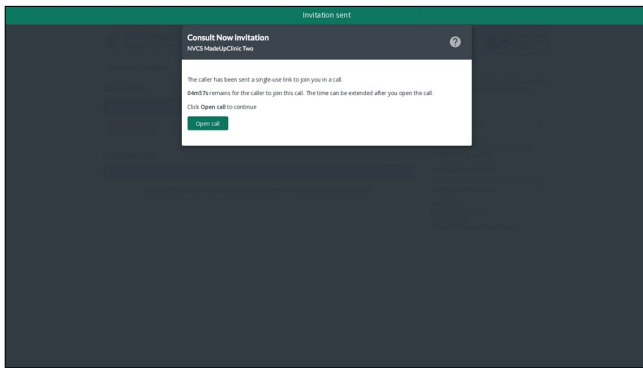 Invitation sent
Consult Now invitation
NVCS MadeUpClinic Two
?
The caller has been sent a single-use link to join you in a call.
04m57s remains for the caller to join this call. The time can be extended after you open the call.
Click Open call to continue
Open call